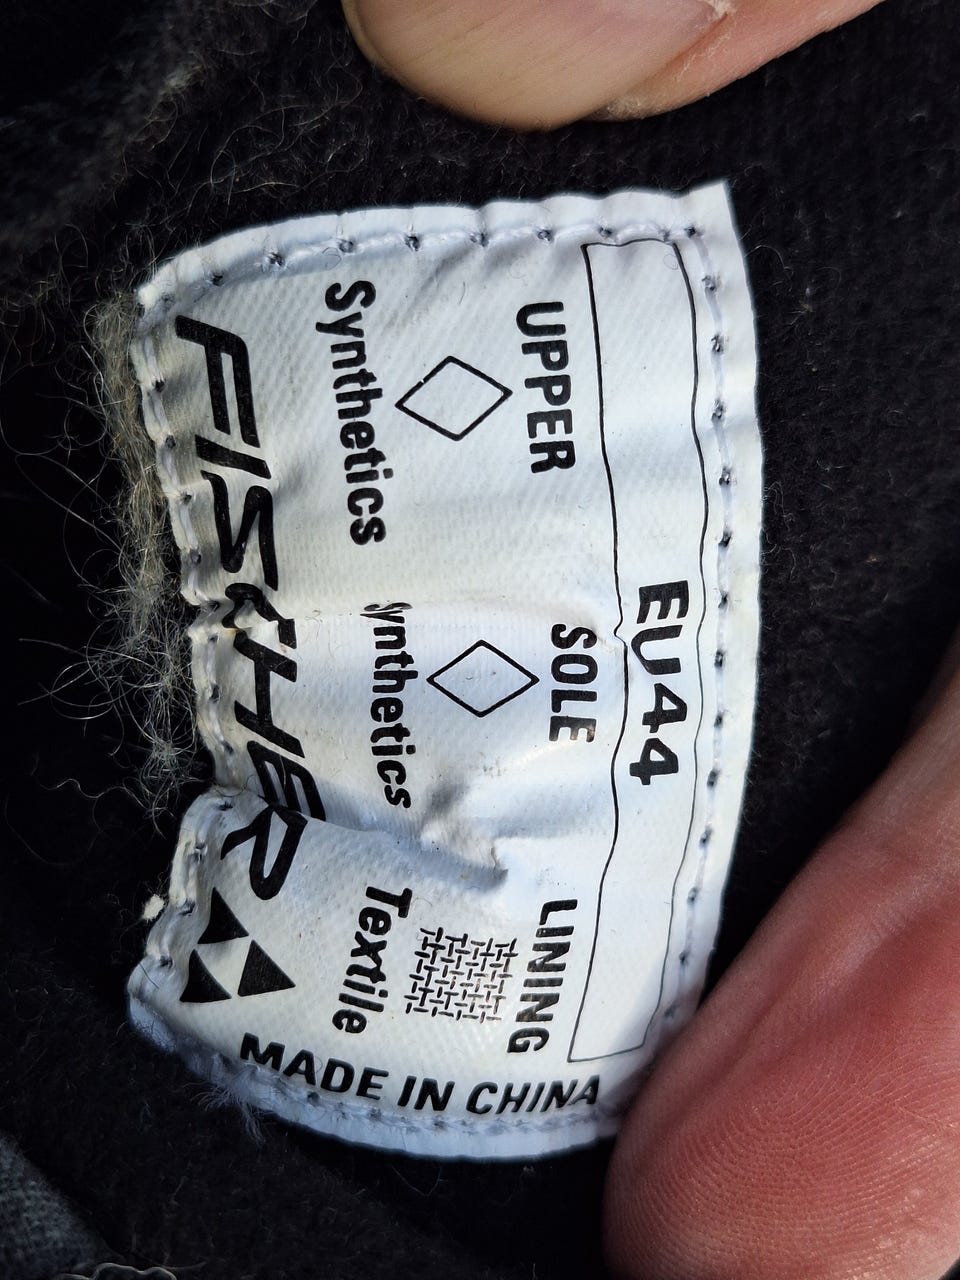 EU44
UPPER SOLE LINING
Synthetics Synthetics Textile
FISCHER
MADE IN CHINA